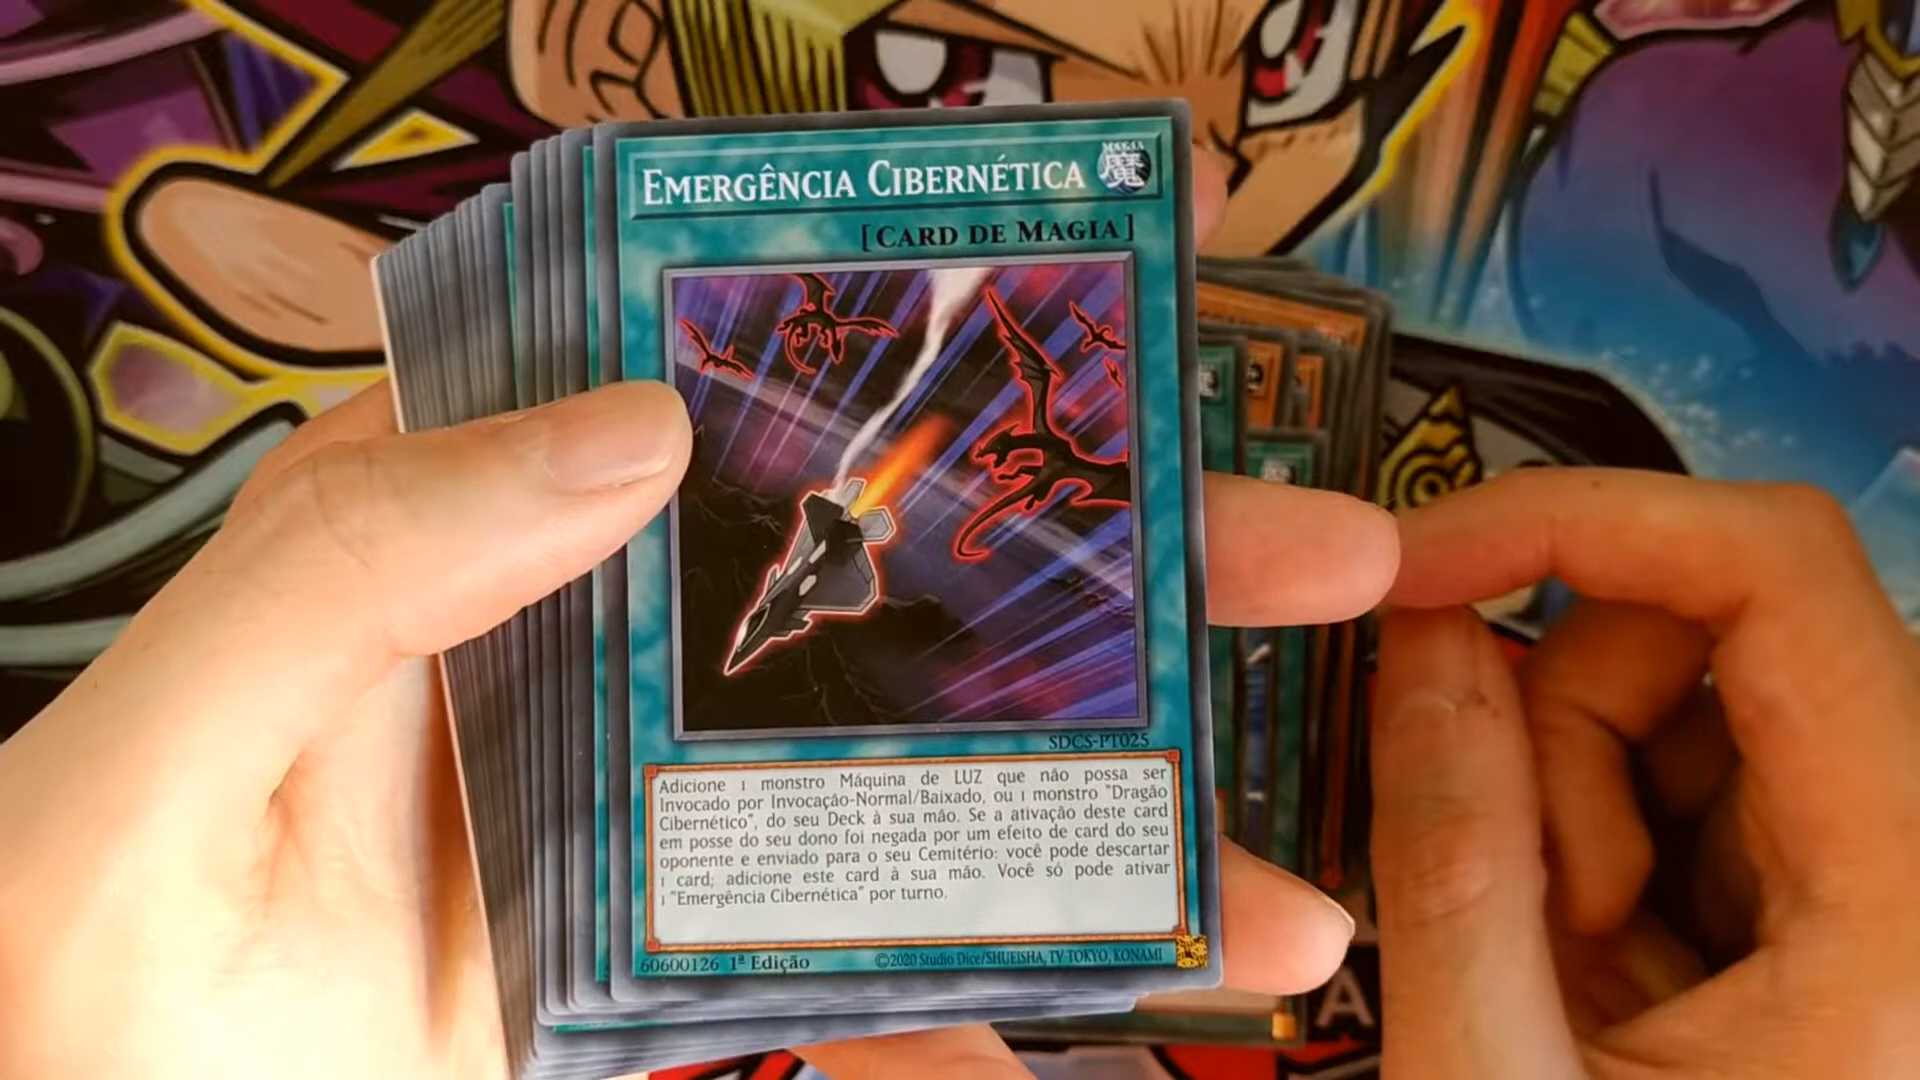 EMERGÊNCIA CIBERNÉTICA
MAGIA
魔
[CARD DE MAGIA]
SDCS-PT025
Adicione 1 monstro Máquina de LUZ que não possa ser
Invocado por Invocação-Normal/Baixado, ou 1 monstro "Dragão
Cibernético", do seu Deck à sua mão. Se a ativação deste card
em posse do seu dono foi negada por um efeito de card do seu
oponente e enviado para o seu Cemitério: você pode descartar
1 card; adicione este card à sua mão. Você só pode ativar
1 "Emergência Cibernética" por turno.
60600126 1ª Edição ©2020 Studio Dice/SHUEISHA, TV TOKYO, KONAMI
A